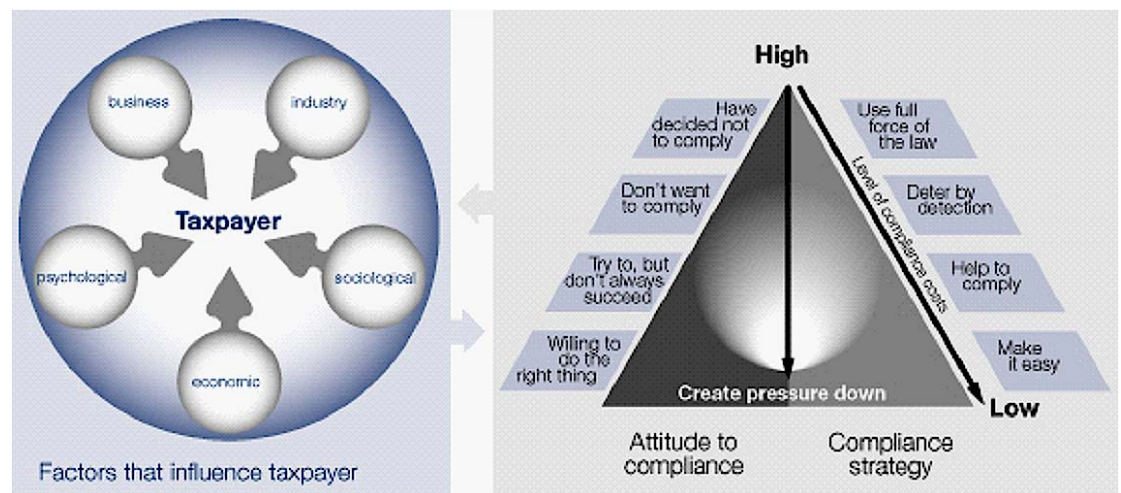 business
industry
Taxpayer
psychological
sociological
economic
Factors that influence taxpayer
High
Have
decided not
to comply
Use full
force of
the law
Don't want
to comply
Deter by
detection
Try to, but
don't always
succeed
Help to
comply
Willing to
do the
right thing
Make
it easy
Level of compliance costs
Create pressure down
Low
Attitude to
compliance
Compliance
strategy